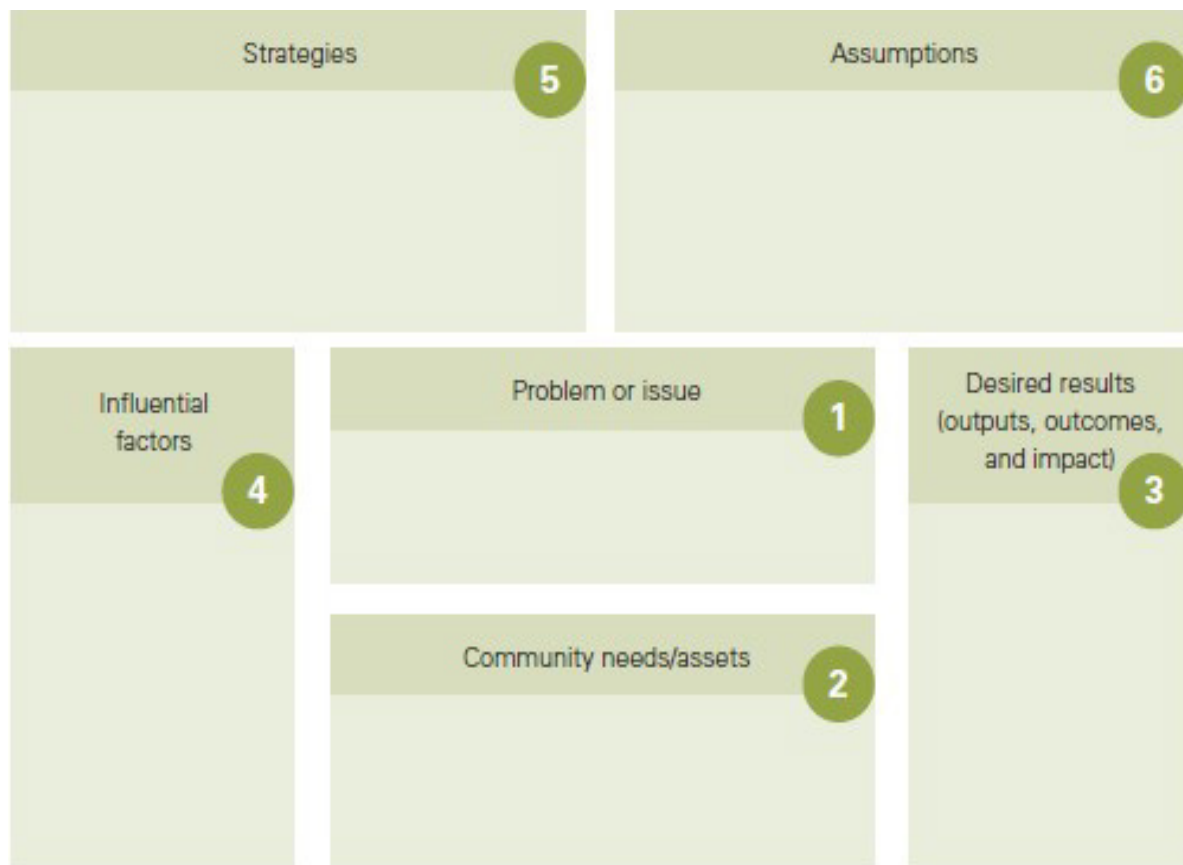 Strategies
5
Assumptions
6
Influential
factors
4
Problem or issue
1
Desired results
(outputs, outcomes,
and impact)
3
Community needs/assets
2